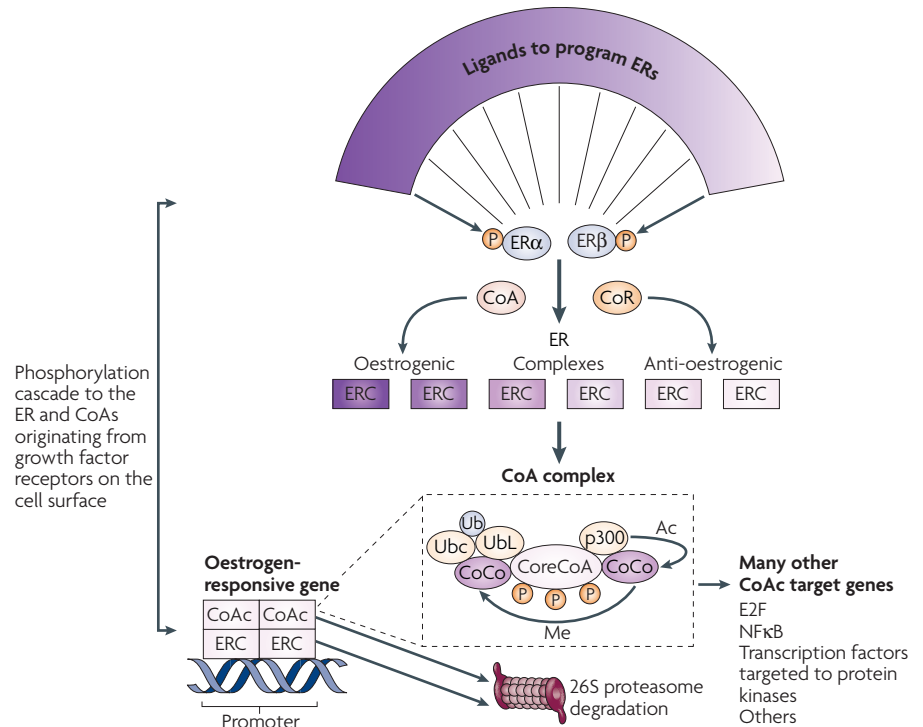 Ligands to program ERs
P ERα ERβ P
CoA CoR
ER
Oestrogenic Complexes Anti-oestrogenic
ERC ERC ERC ERC ERC ERC
Phosphorylation
cascade to the
ER and CoAs
originating from
growth factor
receptors on the
cell surface
CoA complex
Ub
Ubc UbL p300 Ac
CoCo CoreCoA CoCo
P P P
Me
Oestrogen-
responsive gene
CoAc CoAc
ERC ERC
Promoter
26S proteasome
degradation
Many other
CoAc target genes
E2F
NFκB
Transcription factors
targeted to protein
kinases
Others